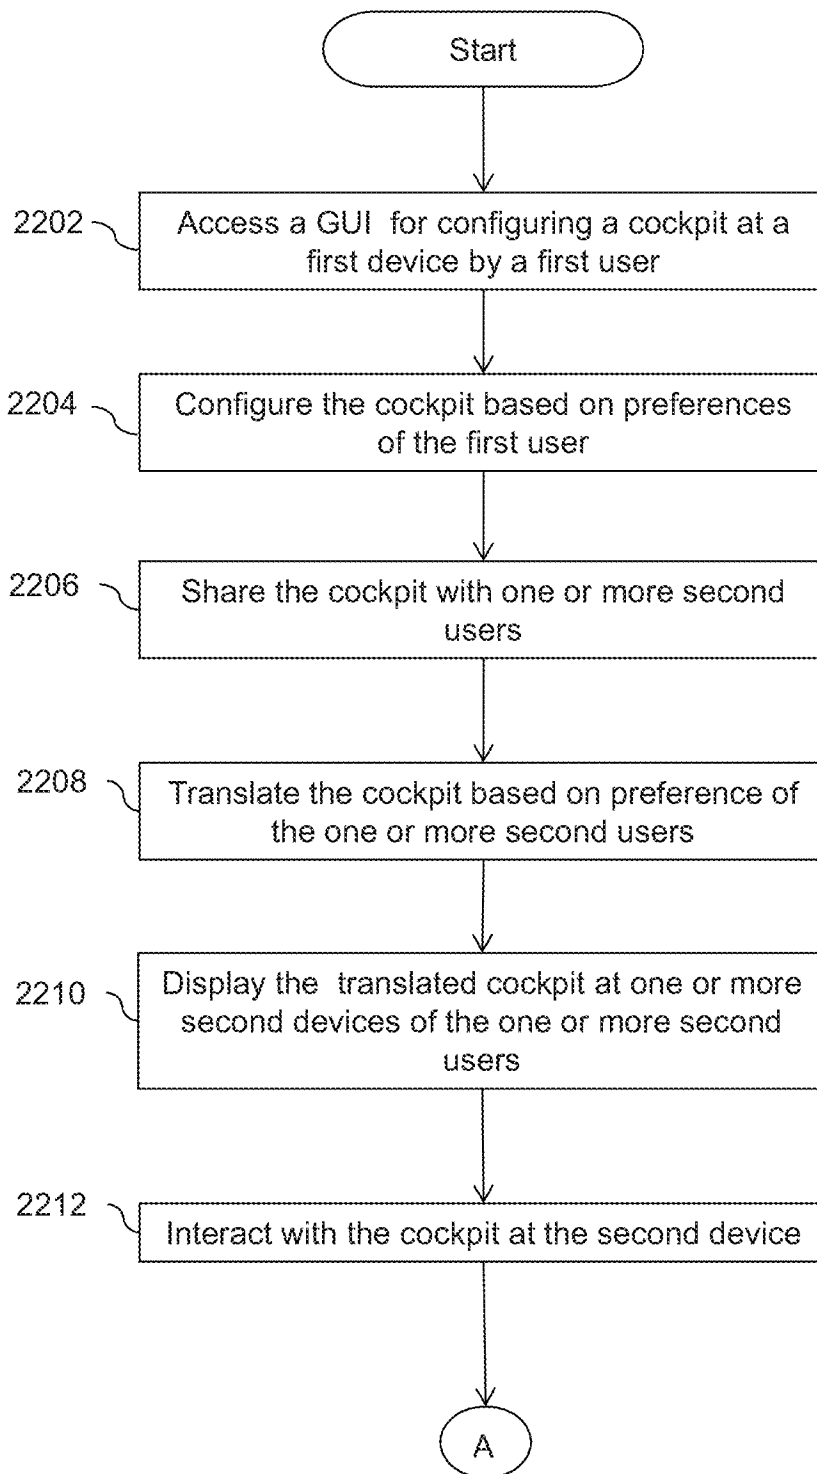 Start
2202
Access a GUI for configuring a cockpit at a
first device by a first user
2204
Configure the cockpit based on preferences
of the first user
2206
Share the cockpit with one or more second
users
2208
Translate the cockpit based on preference of
the one or more second users
2210
Display the translated cockpit at one or more
second devices of the one or more second
users
2212
Interact with the cockpit at the second device
A